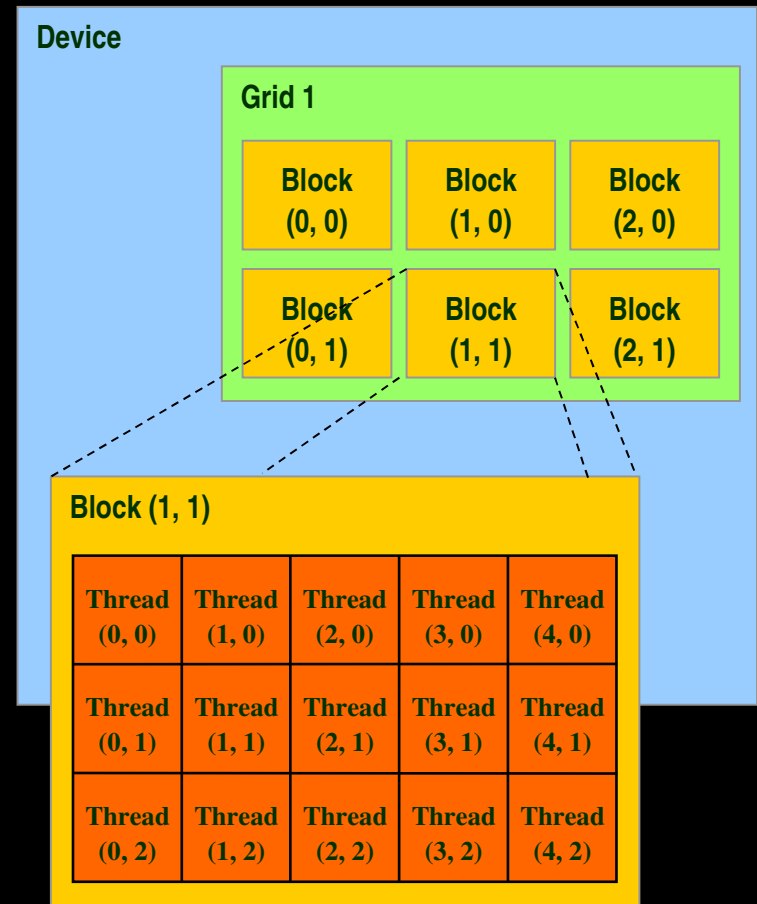 Device
Grid 1
Block
(0, 0)
Block
(1, 0)
Block
(2, 0)
Block
(0, 1)
Block
(1, 1)
Block
(2, 1)
Block (1, 1)
Thread
(0, 0)
Thread
(1, 0)
Thread
(2, 0)
Thread
(3, 0)
Thread
(4, 0)
Thread
(0, 1)
Thread
(1, 1)
Thread
(2, 1)
Thread
(3, 1)
Thread
(4, 1)
Thread
(0, 2)
Thread
(1, 2)
Thread
(2, 2)
Thread
(3, 2)
Thread
(4, 2)